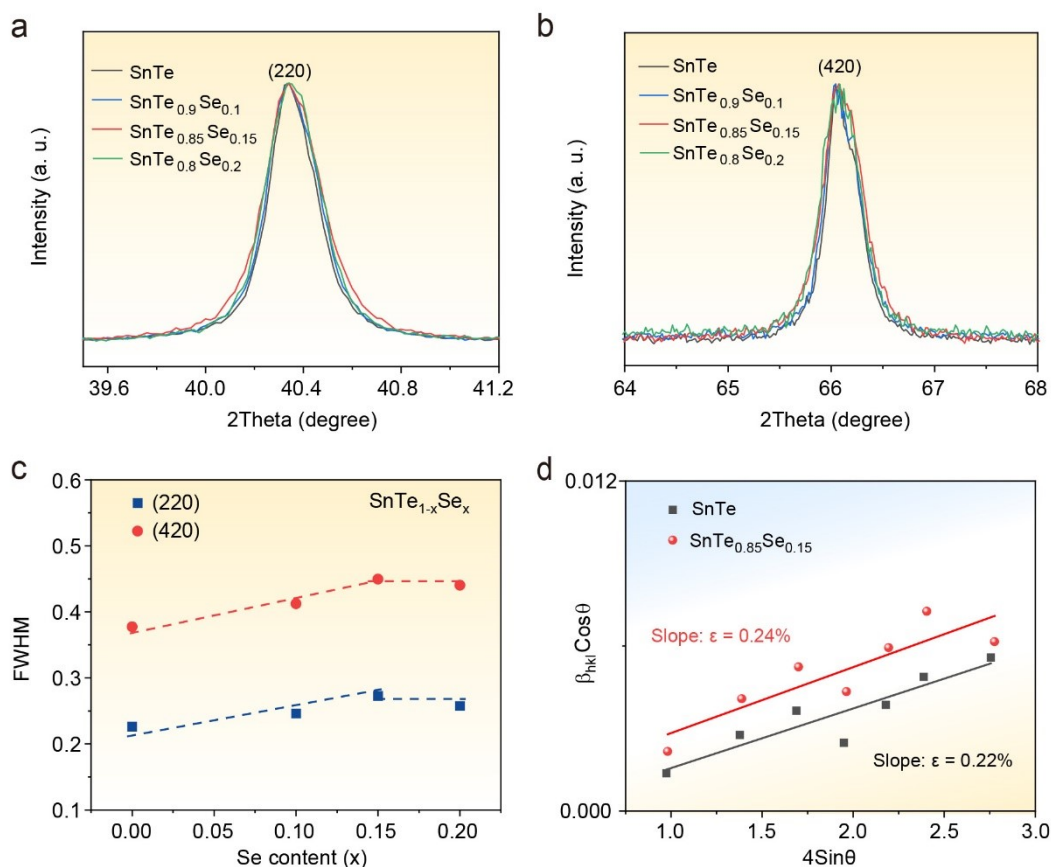 a
(220)
SnTe
SnTe0.9Se0.1
SnTe0.85Se0.15
SnTe0.8Se0.2
Intensity (a. u.)
39.6 40.0 40.4 40.8 41.2
2Theta (degree)
b
(420)
SnTe
SnTe0.9Se0.1
SnTe0.85Se0.15
SnTe0.8Se0.2
Intensity (a. u.)
64 65 66 67 68
2Theta (degree)
c
(220)
(420)
SnTe1-xSex
FWHM
0.6
0.5
0.4
0.3
0.2
0.1
0.00 0.05 0.10 0.15 0.20
Se content (x)
d
0.012
SnTe
SnTe0.85Se0.15
Slope: ε = 0.24%
βhklCosθ
Slope: ε = 0.22%
0.000
1.0 1.5 2.0 2.5 3.0
4Sinθ